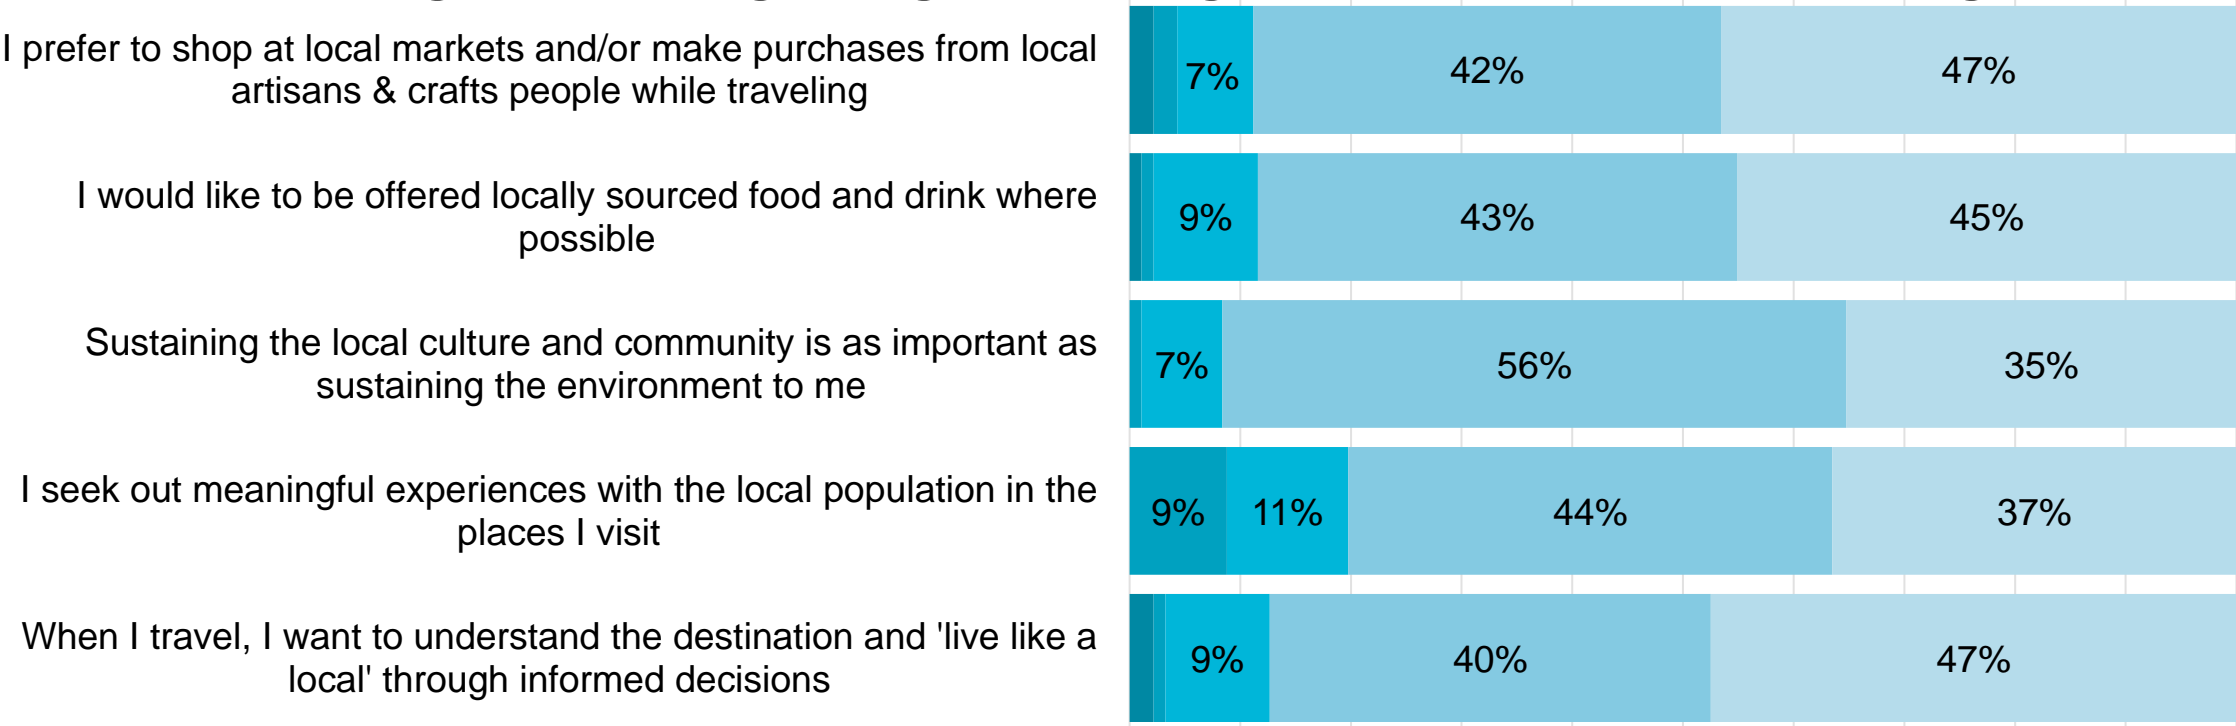 I prefer to shop at local markets and/or make purchases from local
artisans & crafts people while traveling
7% 42% 47%
I would like to be offered locally sourced food and drink where
possible
9% 43% 45%
Sustaining the local culture and community is as important as
sustaining the environment to me
7% 56% 35%
I seek out meaningful experiences with the local population in the
places I visit
9% 11% 44% 37%
When I travel, I want to understand the destination and 'live like a
local' through informed decisions
9% 40% 47%